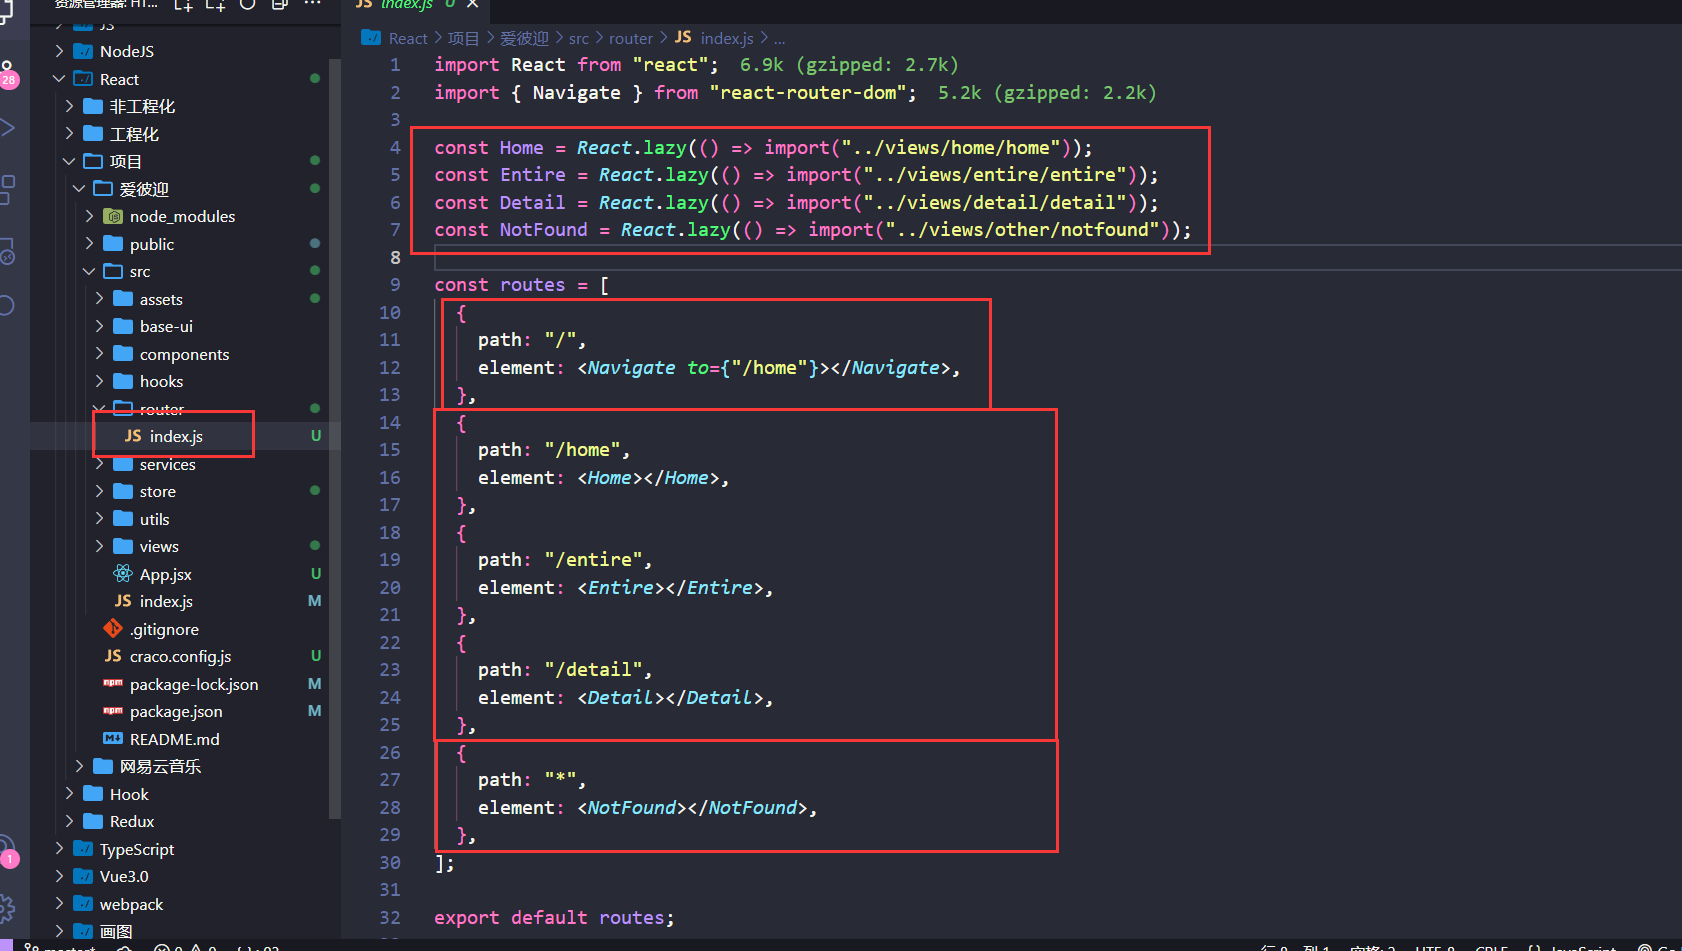 资源管理器: HT...
JS
NodeJS
React
非工程化
工程化
项目
爱彼迎
node_modules
public
src
assets
base-ui
components
hooks
router
JS index.js U
services
store
utils
views
App.jsx U
JS index.js M
.gitignore
JS craco.config.js U
npm package-lock.json M
npm package.json M
README.md
网易云音乐
Hook
Redux
TypeScript
Vue3.0
webpack
画图
28
1
JS index.js U
React > 项目 > 爱彼迎 > src > router > JS index.js > ...
1 import React from "react"; 6.9k (gzipped: 2.7k)
2 import { Navigate } from "react-router-dom"; 5.2k (gzipped: 2.2k)
3
4 const Home = React.lazy(() => import("../views/home/home"));
5 const Entire = React.lazy(() => import("../views/entire/entire"));
6 const Detail = React.lazy(() => import("../views/detail/detail"));
7 const NotFound = React.lazy(() => import("../views/other/notfound"));
8
9 const routes = [
10 {
11 path: "/",
12 element: <Navigate to={"/home"}></Navigate>,
13 },
14 {
15 path: "/home",
16 element: <Home></Home>,
17 },
18 {
19 path: "/entire",
20 element: <Entire></Entire>,
21 },
22 {
23 path: "/detail",
24 element: <Detail></Detail>,
25 },
26 {
27 path: "*",
28 element: <NotFound></NotFound>,
29 },
30 ];
31
32 export default routes;